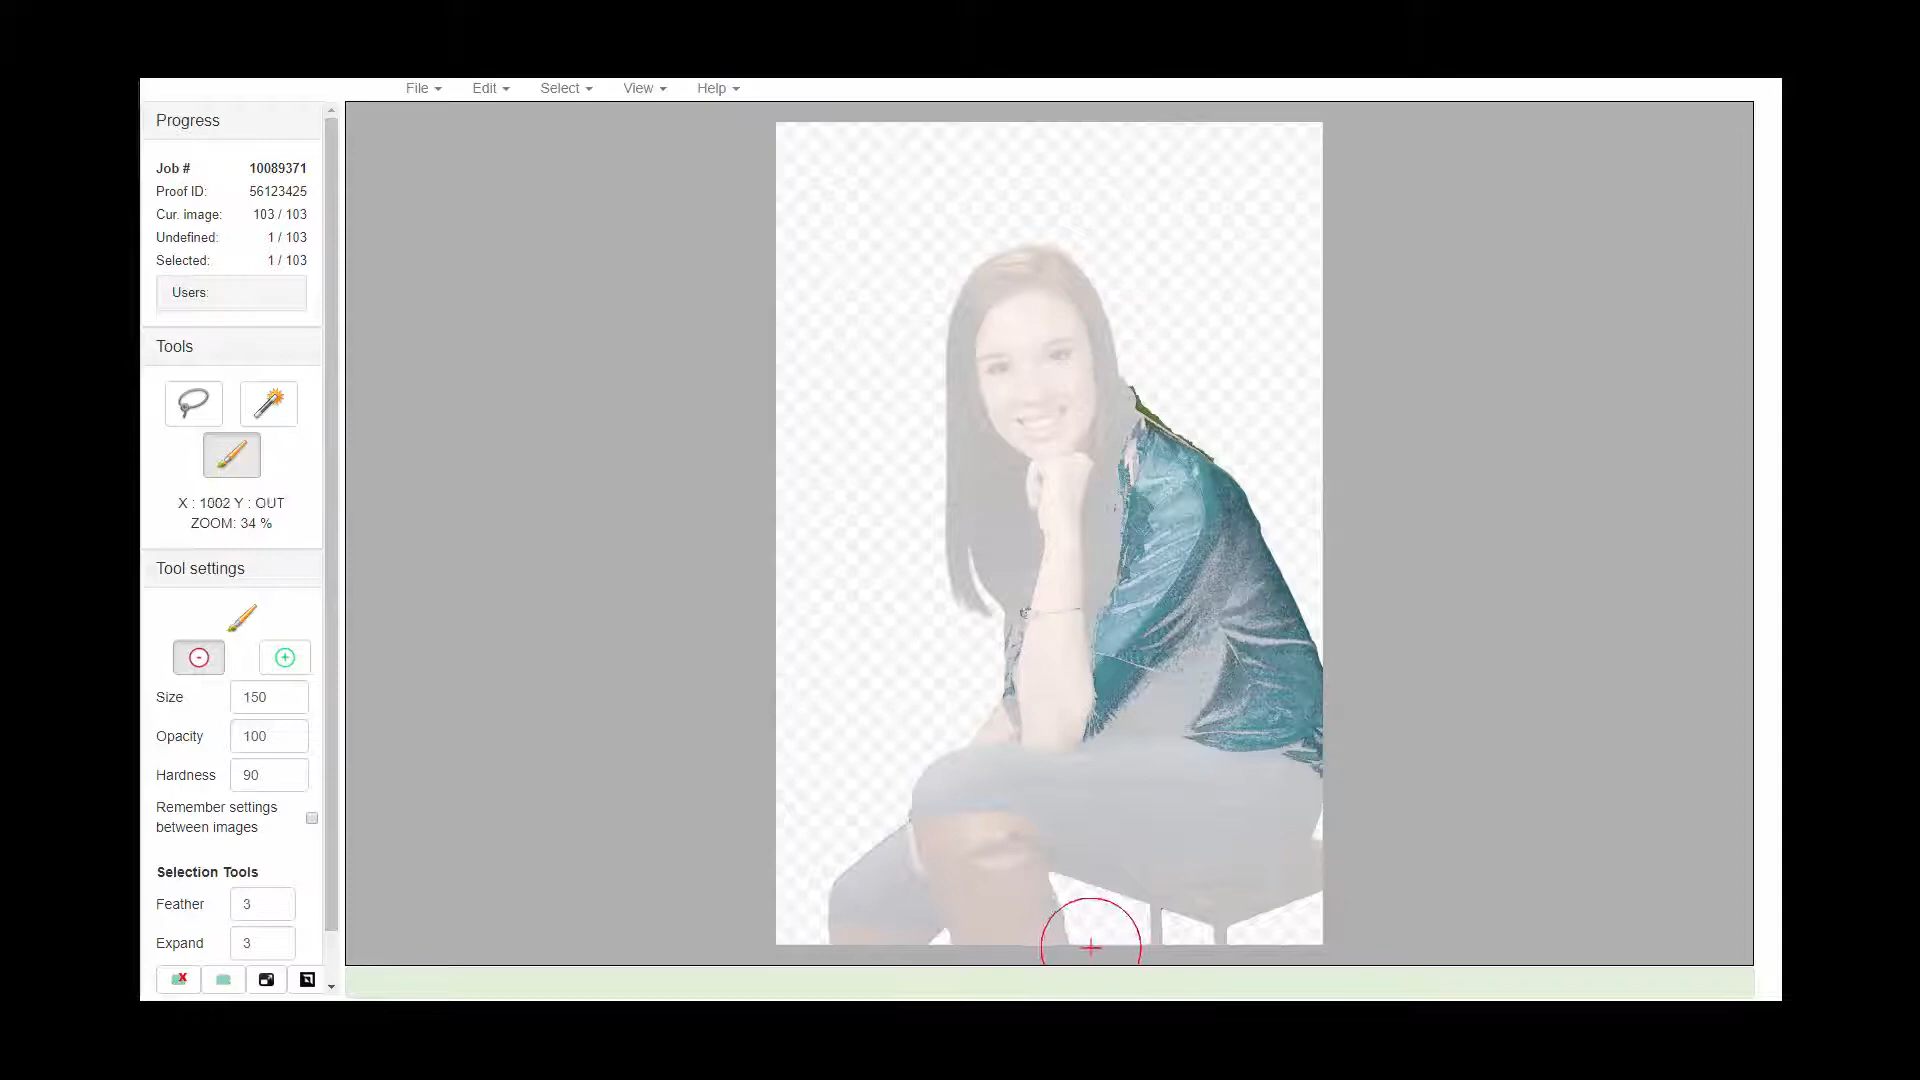 File
Edit
Select
View
Help
Progress
Job # 10089371
Proof ID: 56123425
Cur. image: 103 / 103
Undefined: 1 / 103
Selected: 1 / 103
Users:
Tools
X : 1002 Y : OUT
ZOOM: 34 %
Tool settings
Size 150
Opacity 100
Hardness 90
Remember settings
between images
Selection Tools
Feather 3
Expand 3